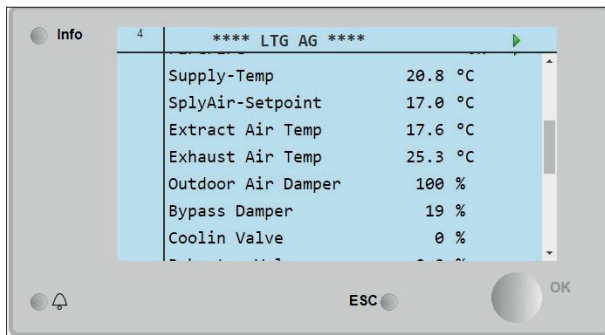 Info
4 **** LTG AG ****
Supply-Temp 20.8 °C
SplyAir-Setpoint 17.0 °C
Extract Air Temp 17.6 °C
Exhaust Air Temp 25.3 °C
Outdoor Air Damper 100 %
Bypass Damper 19 %
Coolin Valve 0 %
ESC
OK